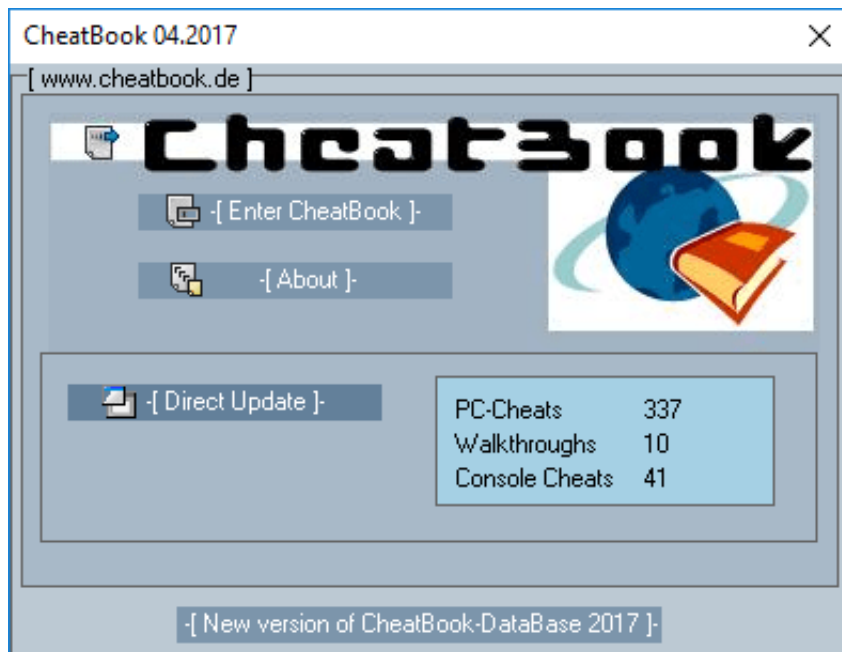 CheatBook 04.2017
[ www.cheatbook.de ]
CheatBook
-[ Enter CheatBook ]-
-[ About ]-
-[ Direct Update ]-
PC-Cheats 337
Walkthroughs 10
Console Cheats 41
-[ New version of CheatBook-DataBase 2017 ]-